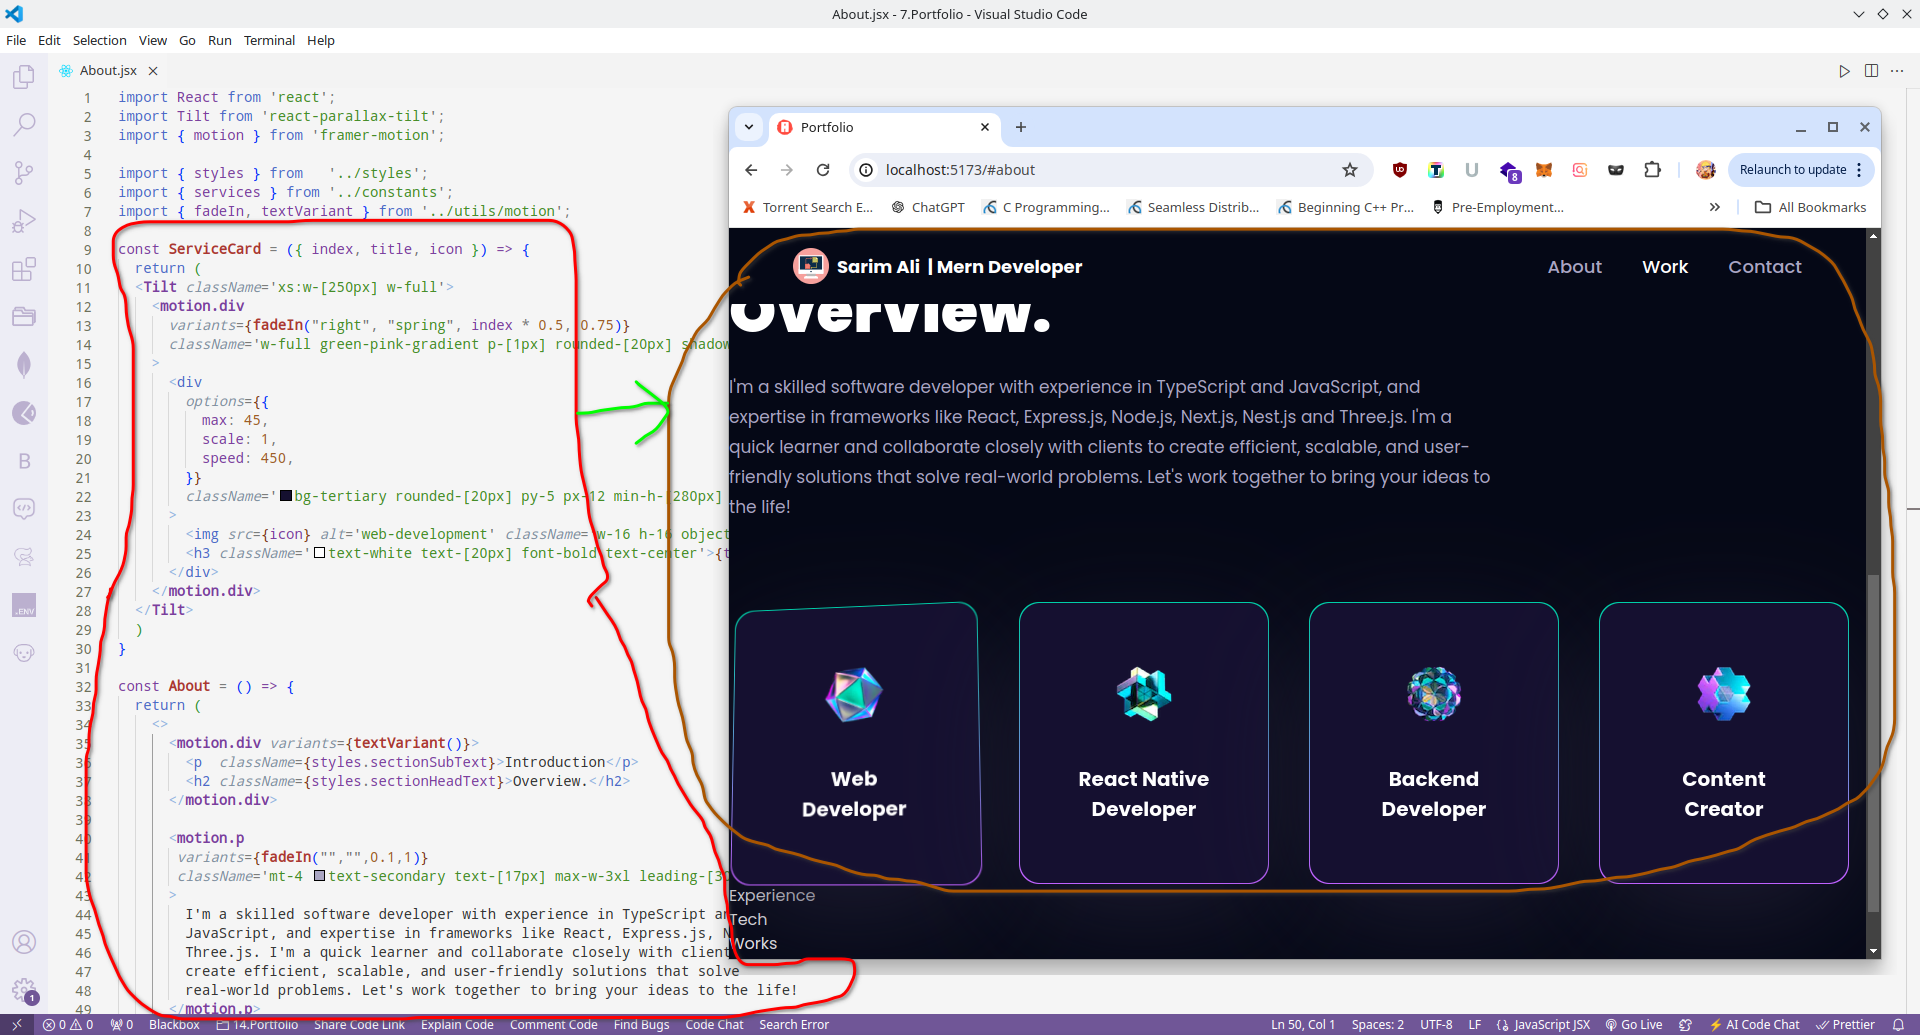 About.jsx - 7.Portfolio - Visual Studio Code
File Edit Selection View Go Run Terminal Help
About.jsx
1 import React from 'react';
2 import Tilt from 'react-parallax-tilt';
3 import { motion } from 'framer-motion';
4
5 import { styles } from '../styles';
6 import { services } from '../constants';
7 import { fadeIn, textVariant } from '../utils/motion';
8
9 const ServiceCard = ({ index, title, icon }) => {
10 return (
11 <Tilt className='xs:w-[250px] w-full'>
12 <motion.div
13 variants={fadeIn("right", "spring", index * 0.5, 0.75)}
14 className='w-full green-pink-gradient p-[1px] rounded-[20px] shadow
15 >
16 <div
17 options={{
18 max: 45,
19 scale: 1,
20 speed: 450,
21 }}
22 className='bg-tertiary rounded-[20px] py-5 px-12 min-h-[280px]
23 >
24 <img src={icon} alt='web-development' className='w-16 h-16 object
25 <h3 className='text-white text-[20px] font-bold text-center'>{t
26 </div>
27 </motion.div>
28 </Tilt>
29 )
30 }
31
32 const About = () => {
33 return (
34 <>
35 <motion.div variants={textVariant()}>
36 <p className={styles.sectionSubText}>Introduction</p>
37 <h2 className={styles.sectionHeadText}>Overview.</h2>
38 </motion.div>
39
40 <motion.p
41 variants={fadeIn("","",0.1,1)}
42 className='mt-4 text-secondary text-[17px] max-w-3xl leading-[30
43 >
44 I'm a skilled software developer with experience in TypeScript an
45 JavaScript, and expertise in frameworks like React, Express.js, N
46 Three.js. I'm a quick learner and collaborate closely with client
47 create efficient, scalable, and user-friendly solutions that solve
48 real-world problems. Let's work together to bring your ideas to the life!
49 </motion.p>
Portfolio
localhost:5173/#about
8
Relaunch to update
Torrent Search E... ChatGPT C Programming... Seamless Distrib... Beginning C++ Pr... Pre-Employment... » All Bookmarks
Sarim Ali | Mern Developer
About Work Contact
Overview.
I'm a skilled software developer with experience in TypeScript and JavaScript, and
expertise in frameworks like React, Express.js, Node.js, Next.js, Nest.js and Three.js. I'm a
quick learner and collaborate closely with clients to create efficient, scalable, and user-
friendly solutions that solve real-world problems. Let's work together to bring your ideas to
the life!
Web
Developer
React Native
Developer
Backend
Developer
Content
Creator
Experience
Tech
Works
B
.ENV
1
0 0 0 Blackbox 14.Portfolio Share Code Link Explain Code Comment Code Find Bugs Code Chat Search Error Ln 50, Col 1 Spaces: 2 UTF-8 LF JavaScript JSX Go Live AI Code Chat Prettier